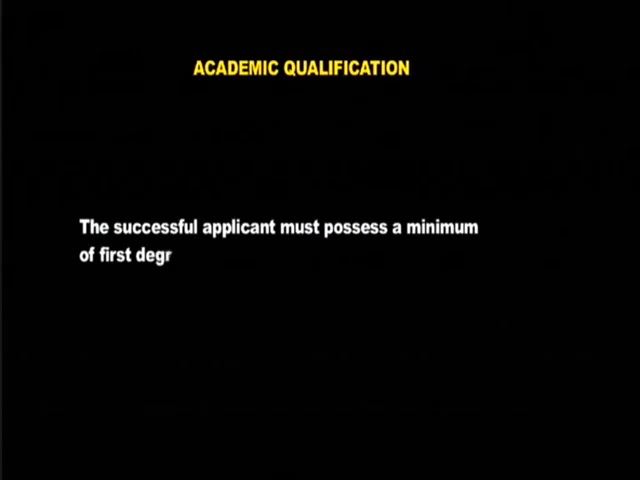 ACADEMIC QUALIFICATION
The successful applicant must possess a minimum
of first degr